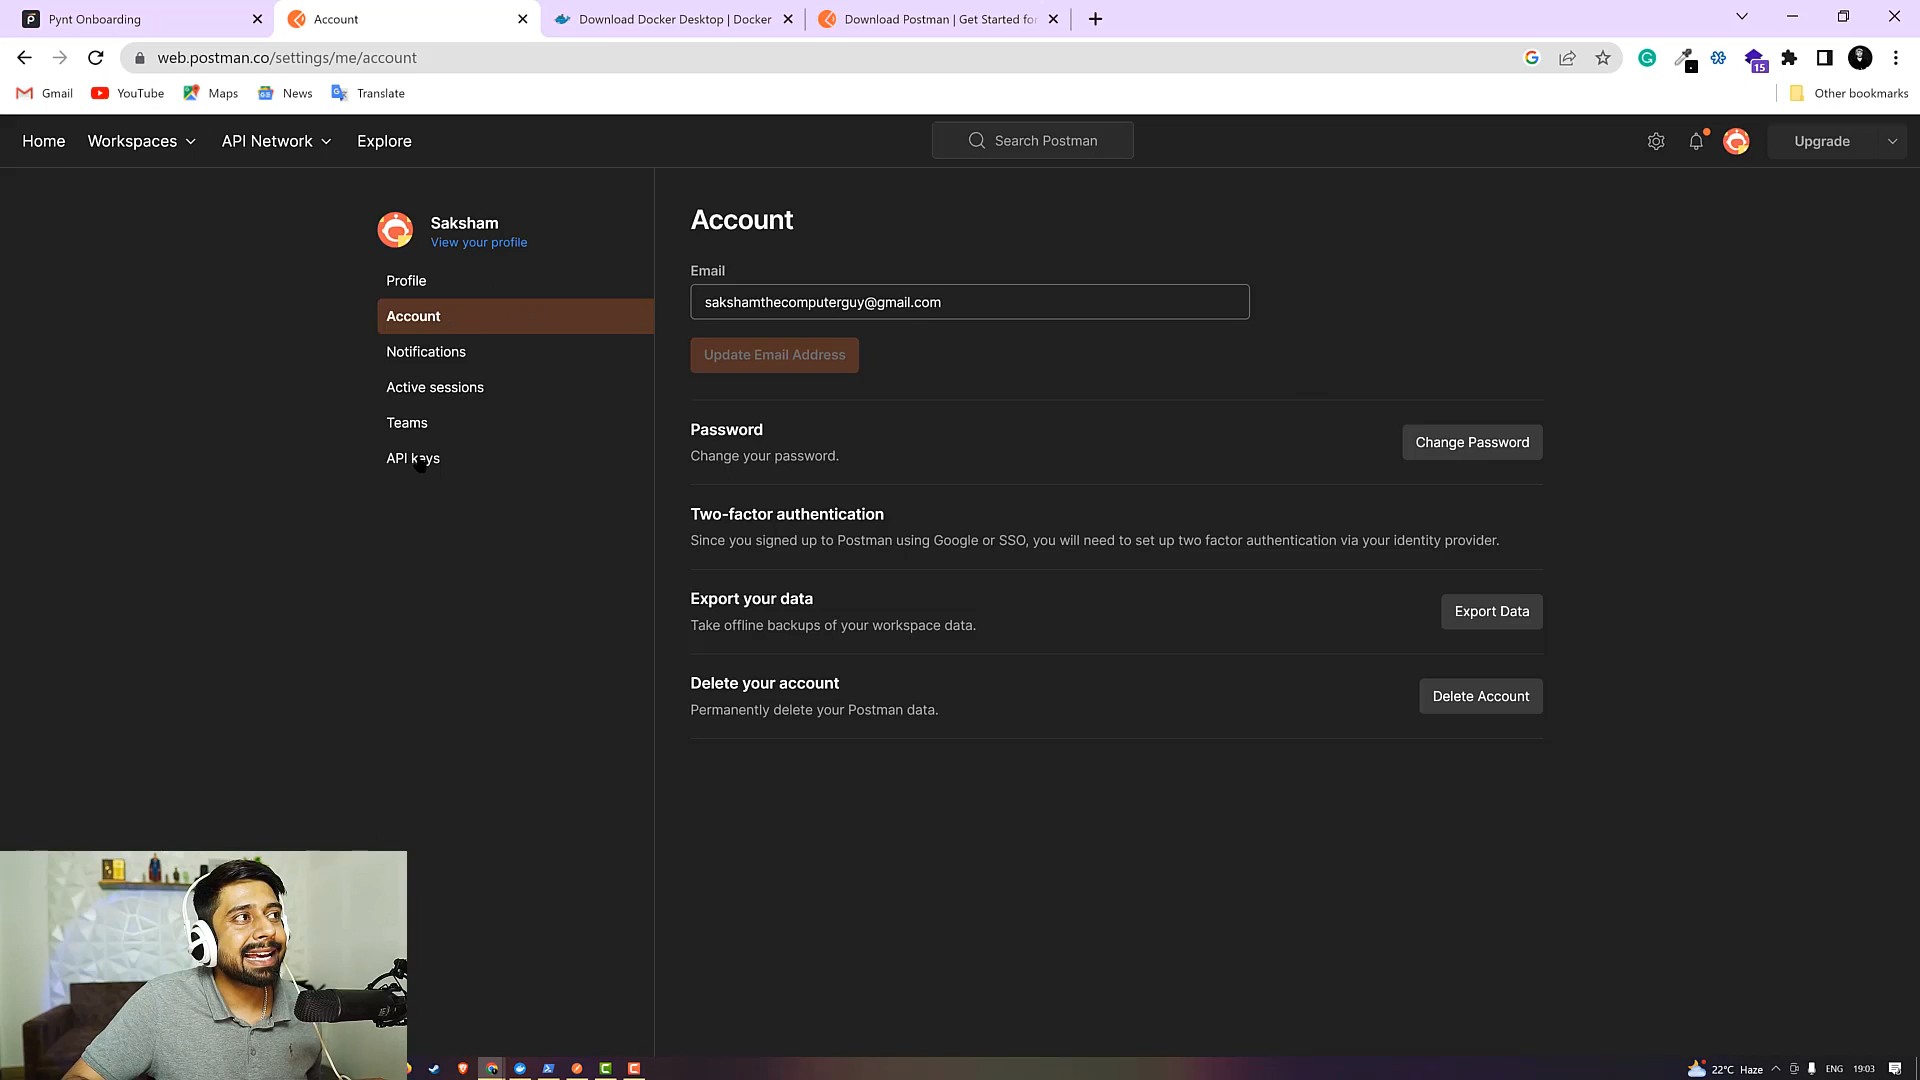 Pynt Onboarding
Account
Download Docker Desktop | Docker
Download Postman | Get Started for
web.postman.co/settings/me/account
15
Gmail
YouTube
Maps
News
Translate
Other bookmarks
Home
Workspaces
API Network
Explore
Search Postman
Upgrade
Saksham
View your profile
Profile
Account
Notifications
Active sessions
Teams
API keys
Account
Email
sakshamthecomputerguy@gmail.com
Update Email Address
Password
Change your password.
Change Password
Two-factor authentication
Since you signed up to Postman using Google or SSO, you will need to set up two factor authentication via your identity provider.
Export your data
Take offline backups of your workspace data.
Export Data
Delete your account
Permanently delete your Postman data.
Delete Account
22°C Haze
ENG
19:03